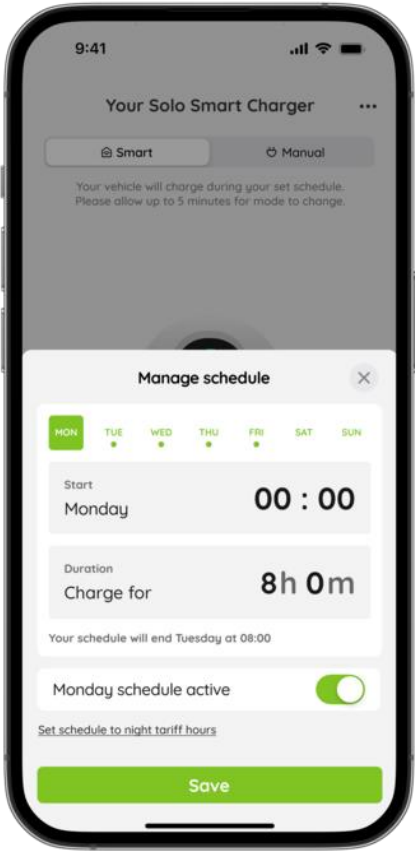 9:41
Your Solo Smart Charger
Smart
Manual
Your vehicle will charge during your set schedule.
Please allow up to 5 minutes for mode to change.
Manage schedule
MON TUE WED THU FRI SAT SUN
Start
Monday
00 : 00
Duration
Charge for
8h 0m
Your schedule will end Tuesday at 08:00
Monday schedule active
Set schedule to night tariff hours
Save